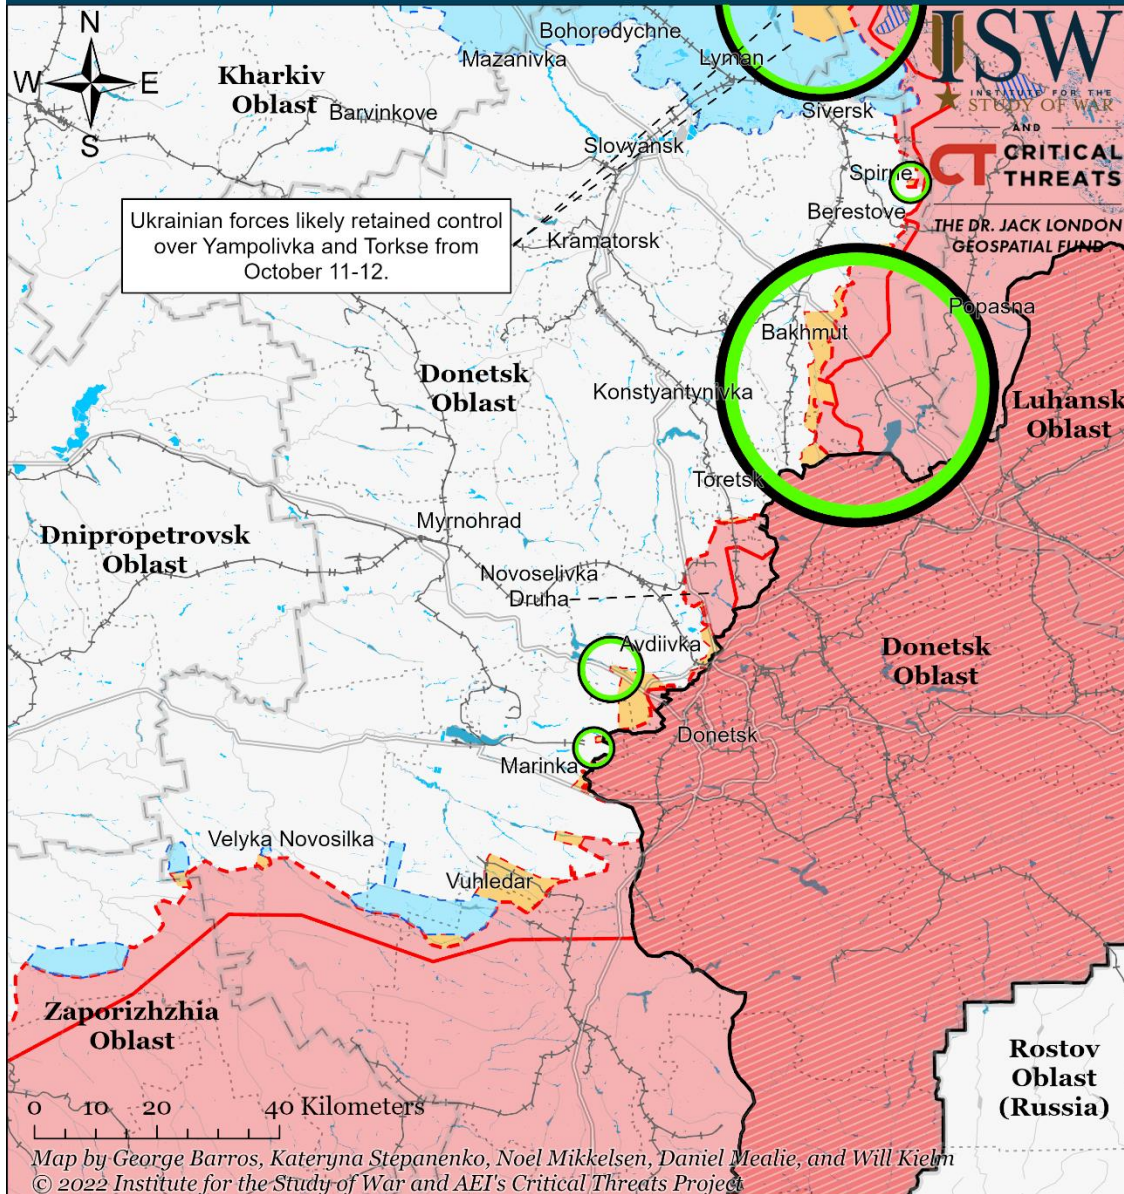 N
W
E
S
Kharkiv
Oblast
Barvinkove
Bohorodychne
Mazanivka
Lyman
Siversk
Slovyansk
Spirne
Berestove
Kramatorsk
ISW
INSTITUTE FOR THE
STUDY OF WAR
AND
CT CRITICAL
THREATS
THE DR. JACK LONDON
GEOSPATIAL FUND
Ukrainian forces likely retained control
over Yampolivka and Torkse from
October 11-12.
Popasna
Bakhmut
Donetsk
Oblast
Konstyantynivka
Luhansk
Oblast
Toretsk
Myrnohrad
Dnipropetrovsk
Oblast
Novoselivka
Druha
Avdiivka
Donetsk
Oblast
Donetsk
Marinka
Velyka Novosilka
Vuhledar
Zaporizhzhia
Oblast
Rostov
Oblast
(Russia)
0 10 20 40 Kilometers
Map by George Barros, Kateryna Stepanenko, Noel Mikkelsen, Daniel Mealie, and Will Kielm
© 2022 Institute for the Study of War and AEI's Critical Threats Project